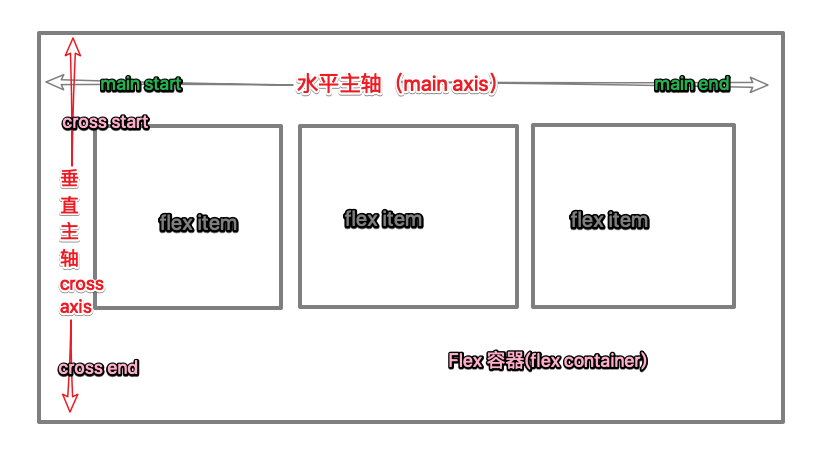 main start
水平主轴（main axis）
main end
cross start
垂
直
主
轴
cross
axis
flex item
flex item
flex item
cross end
Flex 容器(flex container)